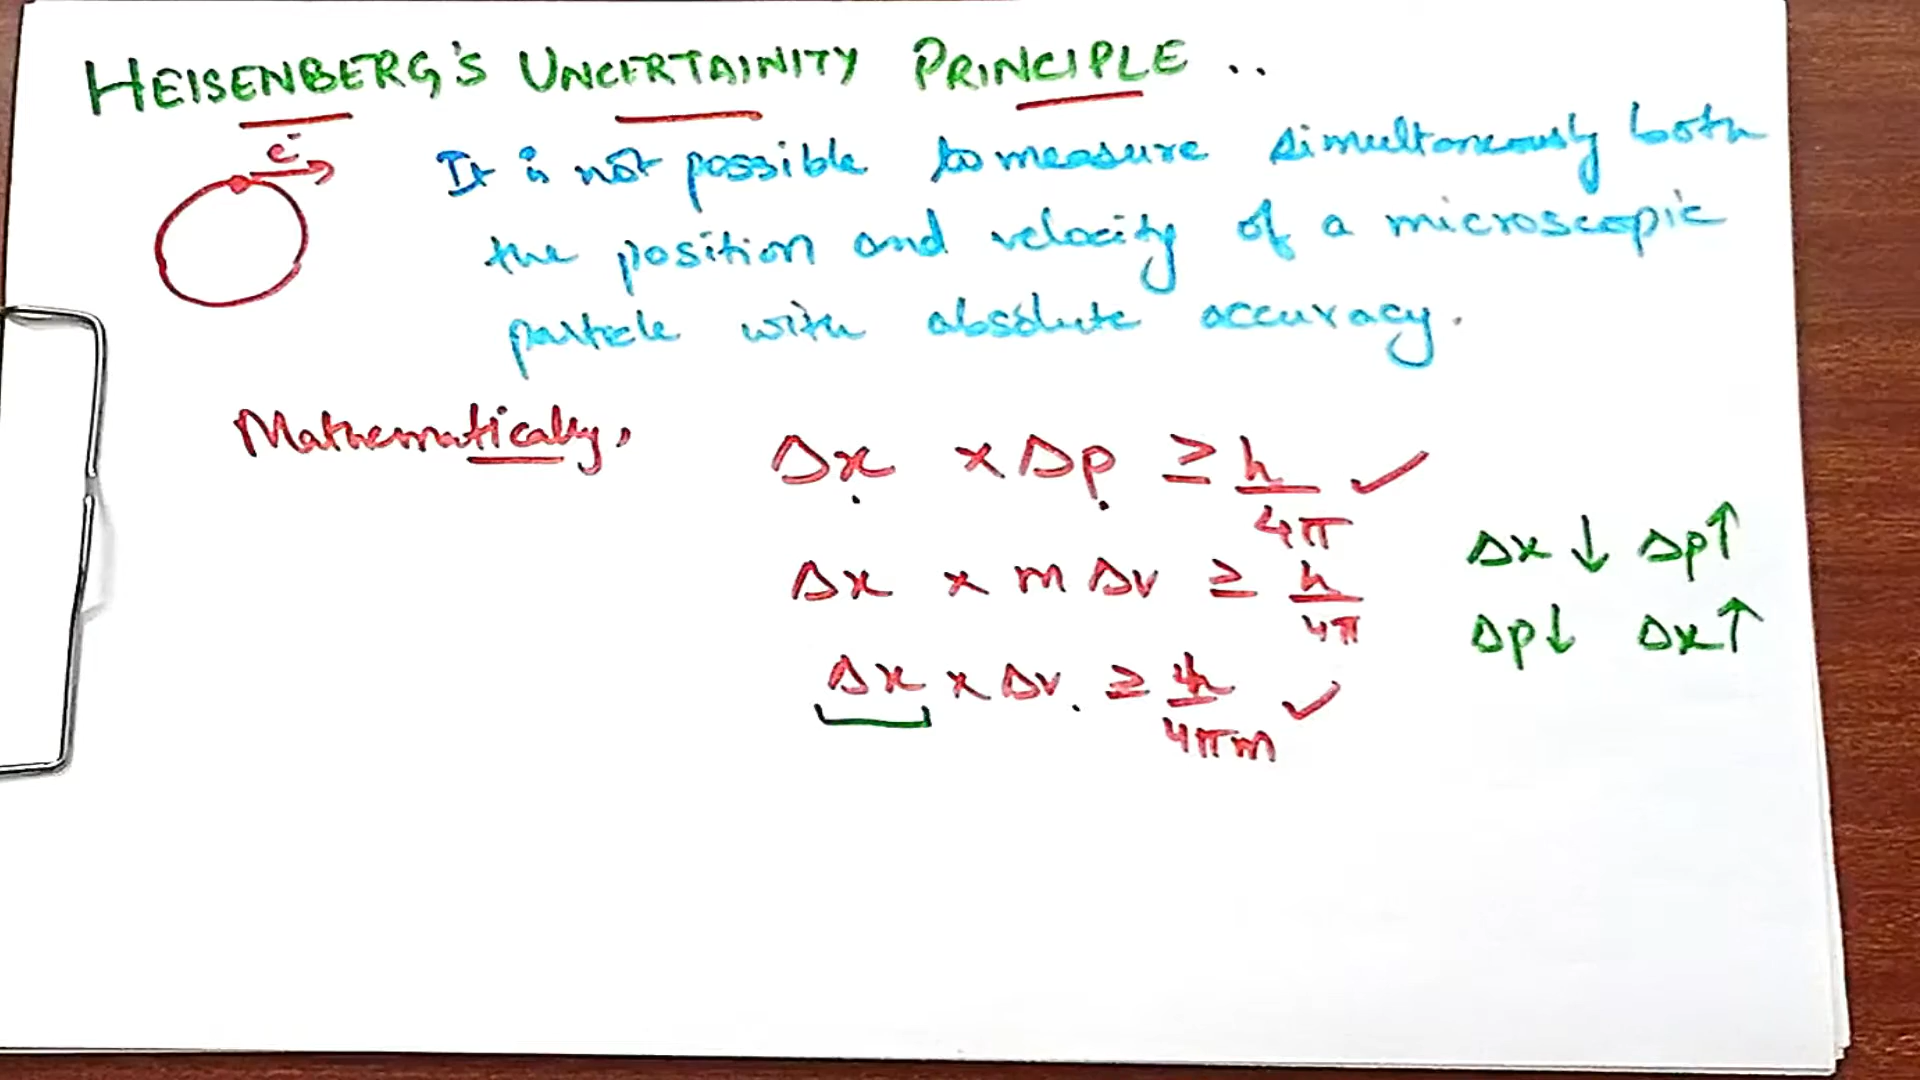 HEISENBERG'S UNCERTAINITY PRINCIPLE ..
e⁻
It is not possible to measure simultaneously both
the position and velocity of a microscopic
particle with absolute accuracy.
Mathematically,
Δx × Δp ≥ h/4π ✓
Δx ↓ Δp ↑
Δx × m Δv ≥ h/4π
Δp ↓ Δx ↑
Δx × Δv ≥ h/4πm ✓